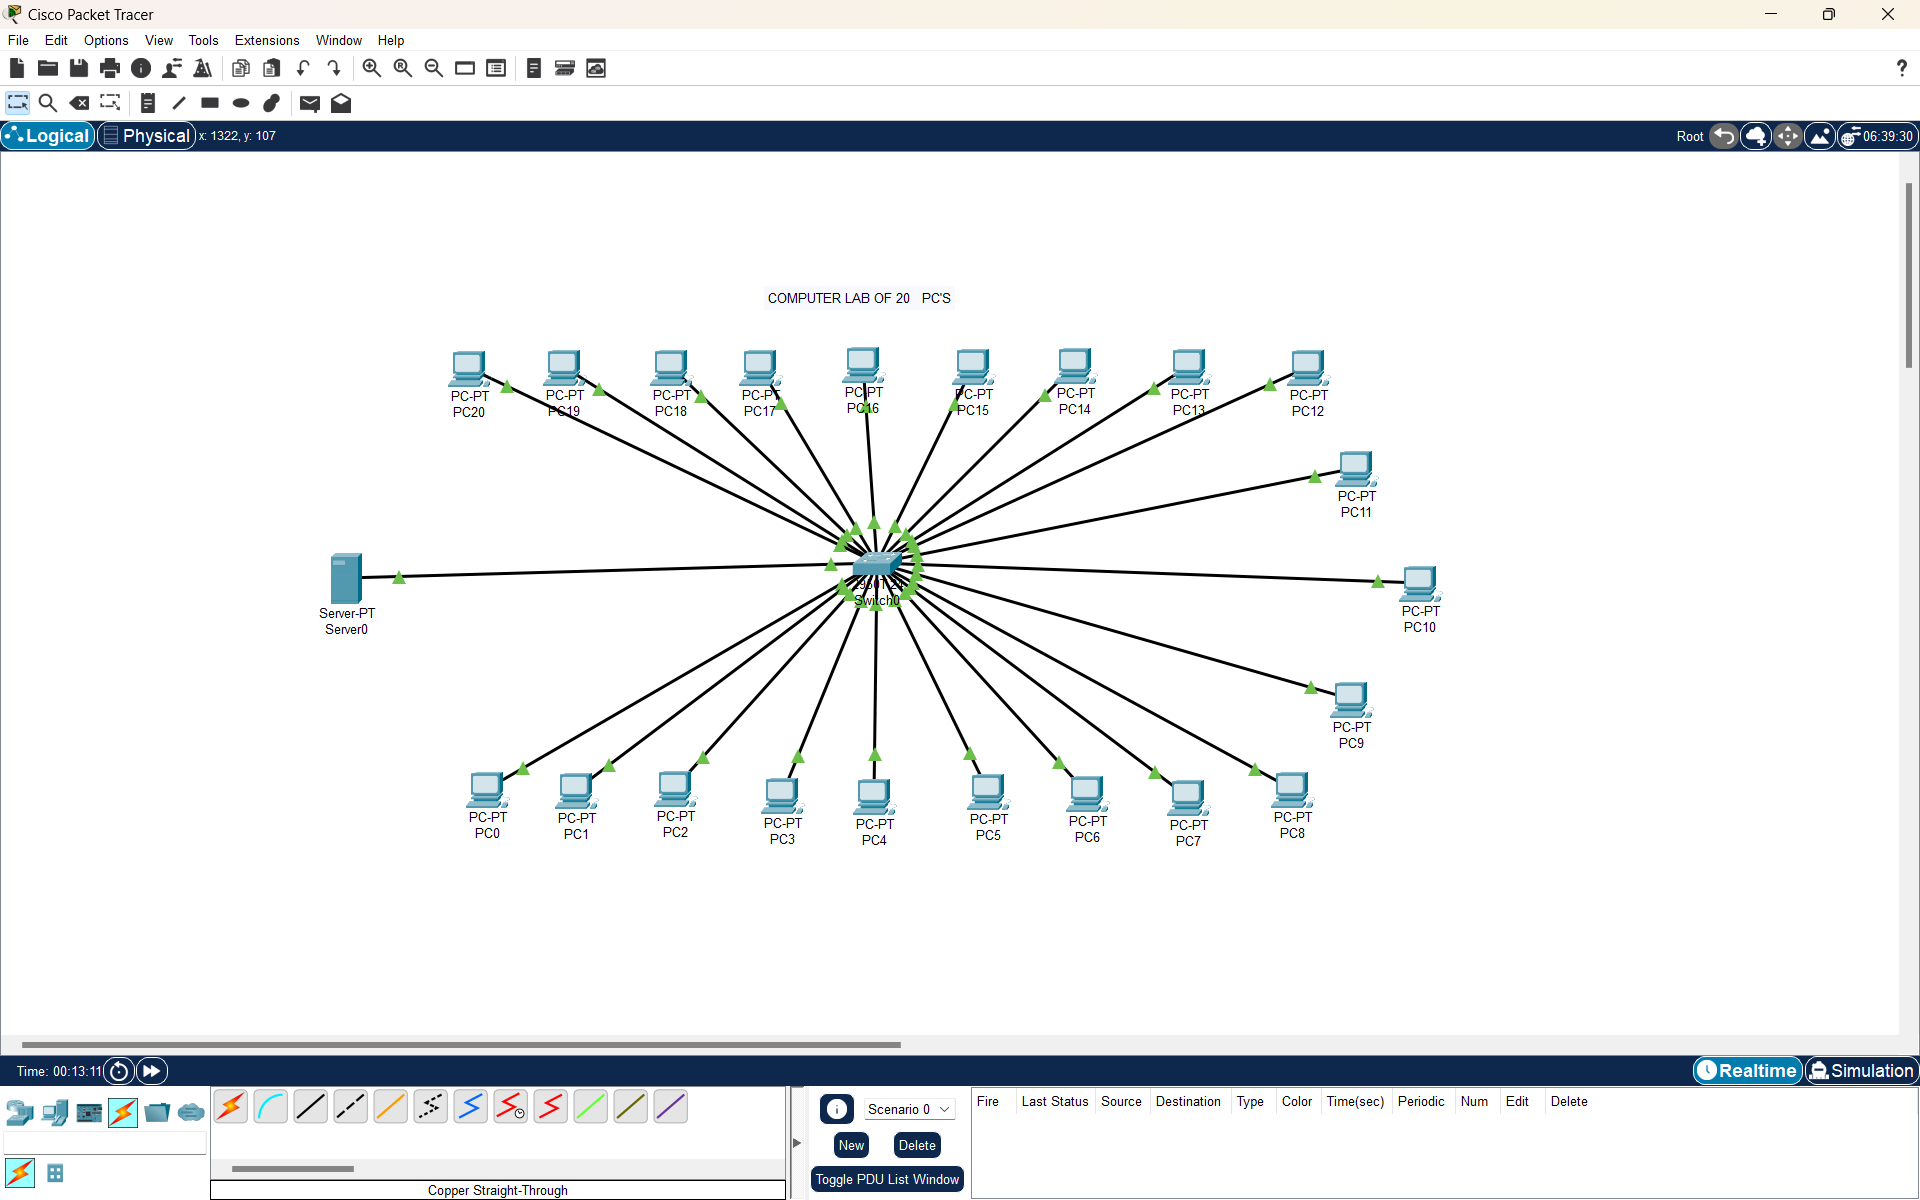 Cisco Packet Tracer
File Edit Options View Tools Extensions Window Help
?
Logical Physical x: 1322, y: 107 Root 06:39:30
COMPUTER LAB OF 20 PC'S
PC-PT PC-PT PC-PT PC-PT PC-PT PC-PT PC-PT PC-PT PC-PT
PC20 PC19 PC18 PC17 PC16 PC15 PC14 PC13 PC12
PC-PT
PC11
Switch0
Server-PT
Server0
PC-PT
PC10
PC-PT
PC9
PC-PT PC-PT PC-PT PC-PT PC-PT PC-PT PC-PT PC-PT PC-PT
PC0 PC1 PC2 PC3 PC4 PC5 PC6 PC7 PC8
Time: 00:13:11 Realtime Simulation
Scenario 0
New Delete
Toggle PDU List Window
Fire Last Status Source Destination Type Color Time(sec) Periodic Num Edit Delete
Copper Straight-Through